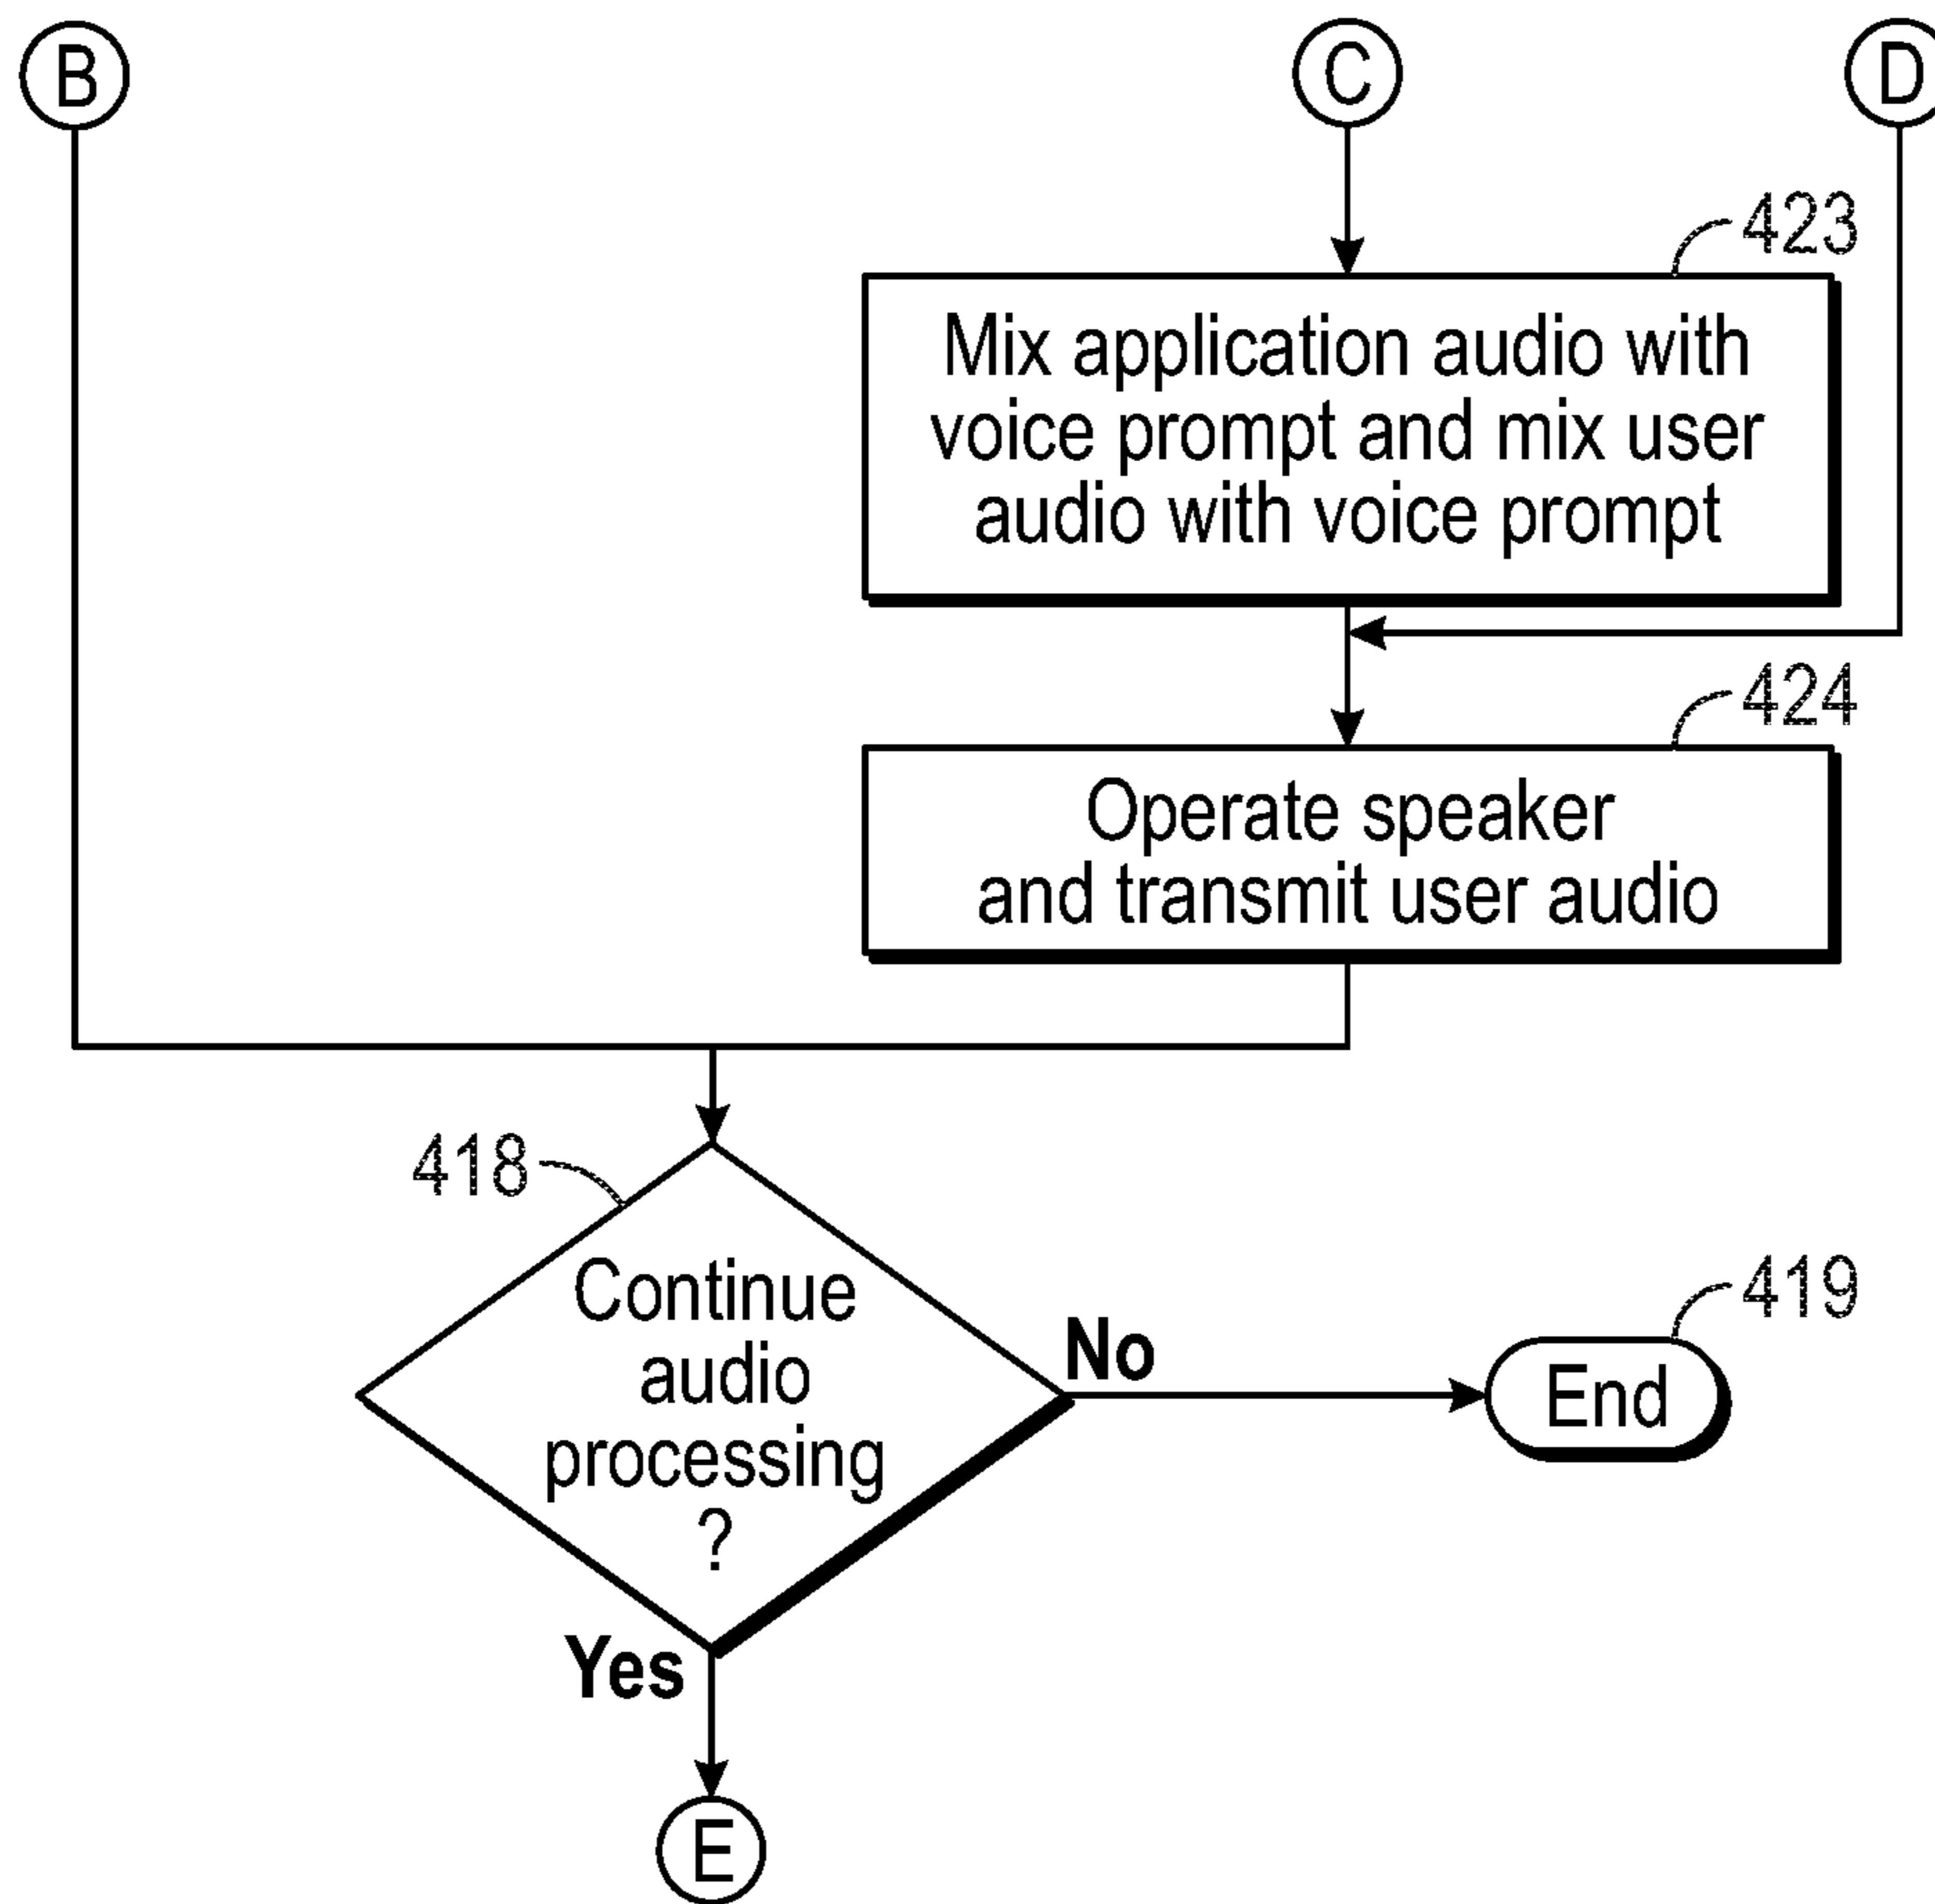 B
C
D
423
Mix application audio with
voice prompt and mix user
audio with voice prompt
424
Operate speaker
and transmit user audio
418
Continue
audio
processing
?
No
419
End
Yes
E